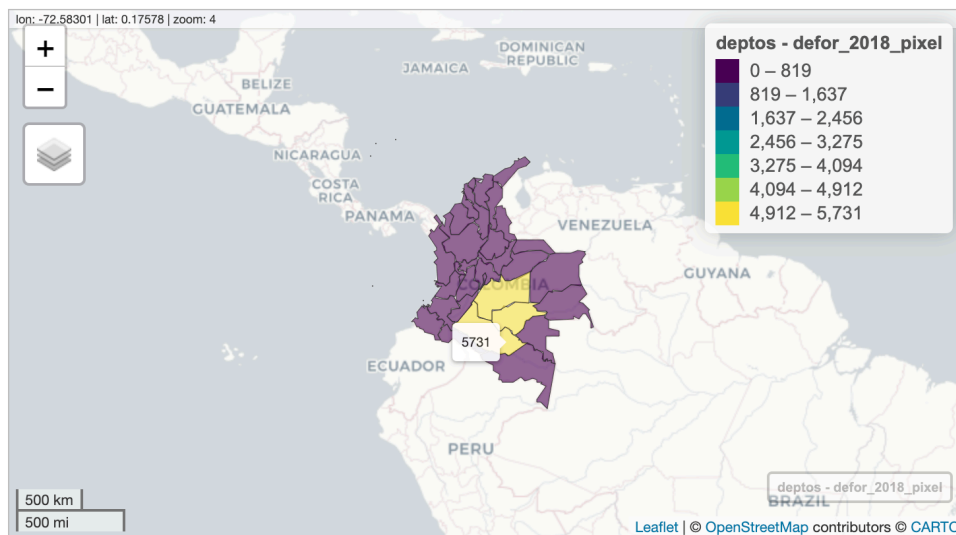 lon: -72.58301 | lat: 0.17578 | zoom: 4
+
−
deptos - defor_2018_pixel
0 – 819
819 – 1,637
1,637 – 2,456
2,456 – 3,275
3,275 – 4,094
4,094 – 4,912
4,912 – 5,731
DOMINICAN
REPUBLIC
JAMAICA
BELIZE
GUATEMALA
NICARAGUA
COSTA
RICA
PANAMA
VENEZUELA
GUYANA
COLOMBIA
5731
ECUADOR
PERU
BRAZIL
deptos - defor_2018_pixel
500 km
500 mi
Leaflet | © OpenStreetMap contributors © CARTO